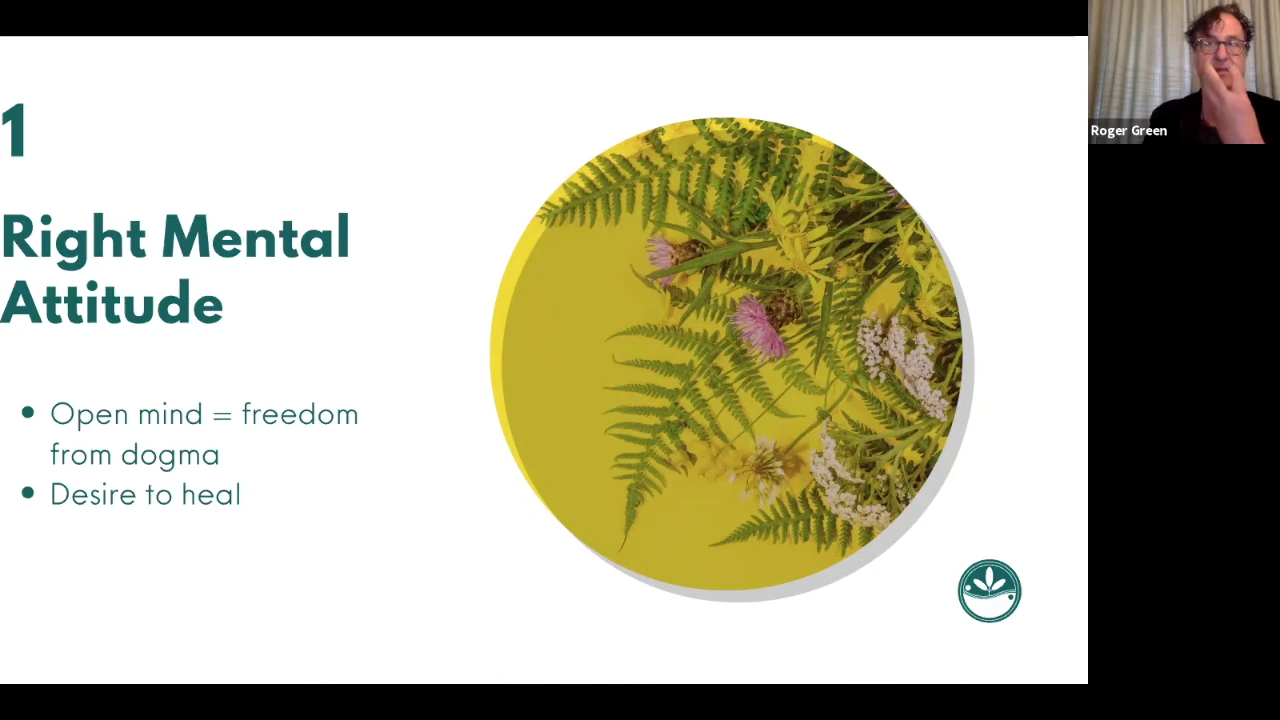 1
Right Mental
Attitude
Open mind = freedom
from dogma
Desire to heal
Roger Green